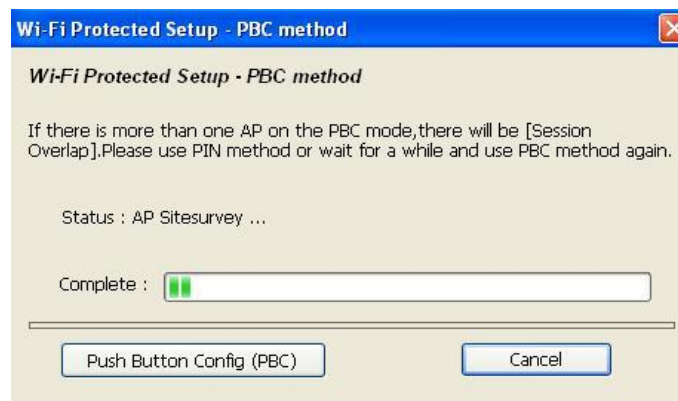 Wi-Fi Protected Setup - PBC method
Wi-Fi Protected Setup - PBC method
If there is more than one AP on the PBC mode,there will be [Session
Overlap].Please use PIN method or wait for a while and use PBC method again.
Status : AP Sitesurvey ...
Complete :
Push Button Config (PBC) Cancel